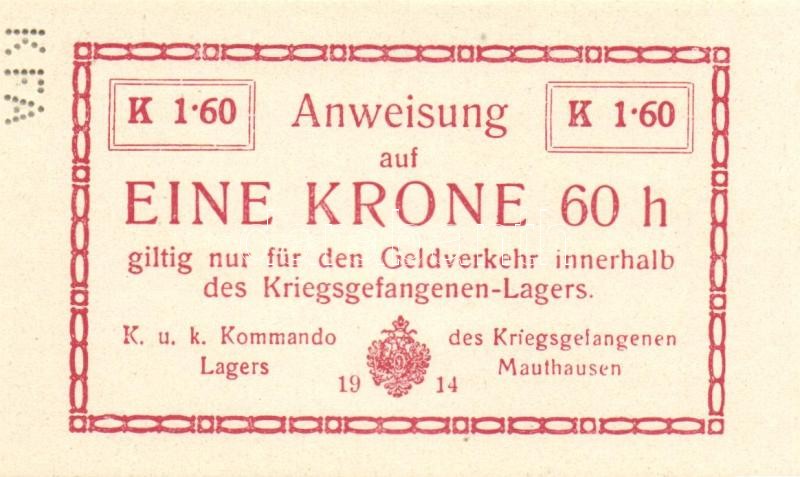 K 1·60 Anweisung K 1·60
auf
EINE KRONE 60 h
giltig nur für den Geldverkehr innerhalb
des Kriegsgefangenen-Lagers.
K. u. k. Kommando des Kriegsgefangenen
Lagers Mauthausen
19 14